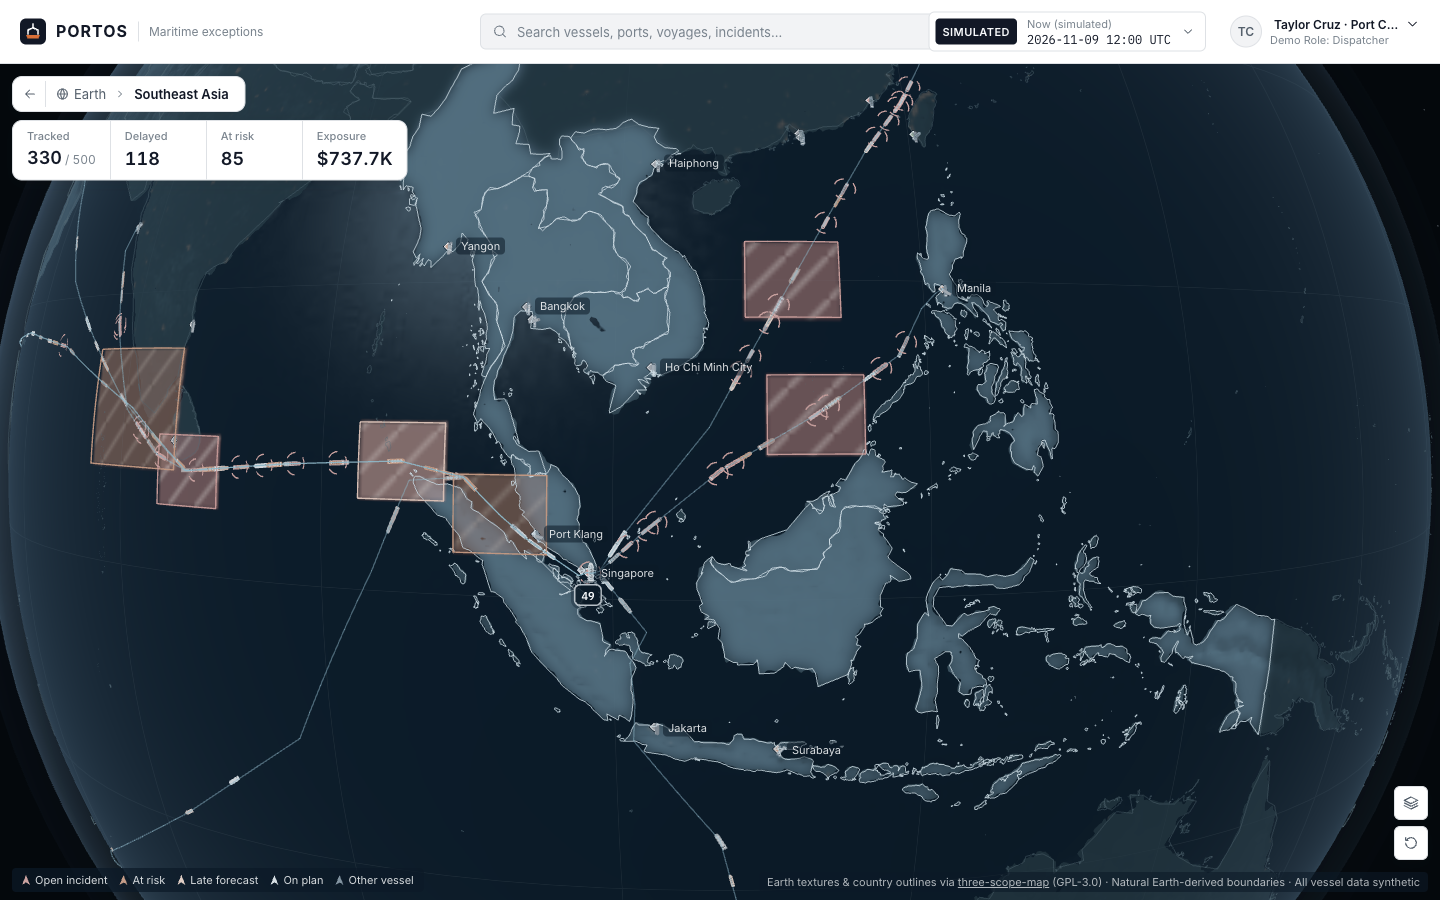 PORTOS
Maritime exceptions
Search vessels, ports, voyages, incidents...
SIMULATED
Now (simulated)
2026-11-09 12:00 UTC
TC
Taylor Cruz · Port C...
Demo Role: Dispatcher
Earth
Southeast Asia
Tracked
330 / 500
Delayed
118
At risk
85
Exposure
$737.7K
Haiphong
Yangon
Bangkok
Manila
Ho Chi Minh City
Port Klang
Singapore
49
Jakarta
Surabaya
Open incident
At risk
Late forecast
On plan
Other vessel
Earth textures & country outlines via three-scope-map (GPL-3.0) · Natural Earth-derived boundaries · All vessel data synthetic